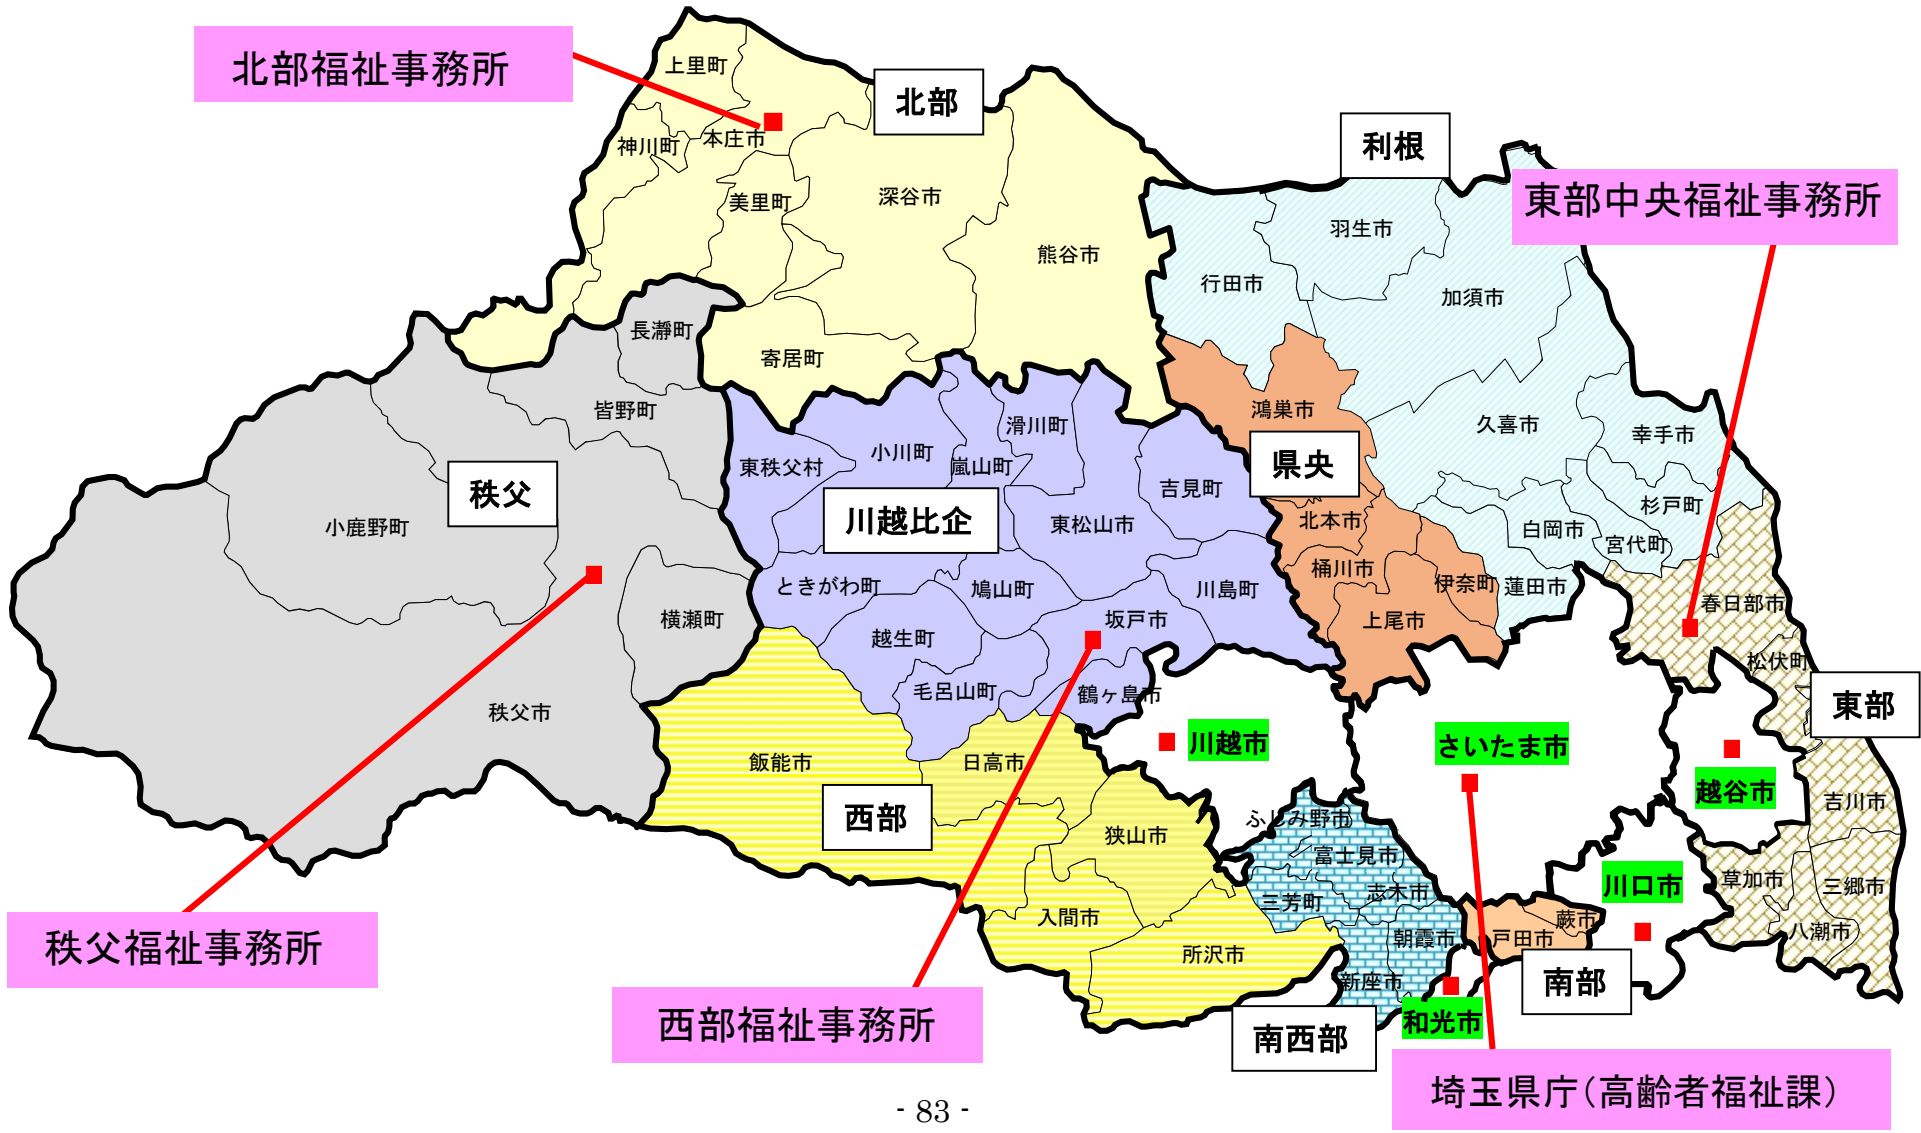 北部福祉事務所
上里町
北部
神川町
本庄市
利根
美里町
深谷市
東部中央福祉事務所
羽生市
熊谷市
行田市
加須市
長瀞町
寄居町
皆野町
鴻巣市
滑川町
久喜市
幸手市
小川町
東秩父村
嵐山町
県央
秩父
吉見町
杉戸町
小鹿野町
川越比企
東松山市
北本市
白岡市
宮代町
桶川市
ときがわ町
鳩山町
川島町
伊奈町
蓮田市
春日部市
横瀬町
越生町
坂戸市
上尾市
松伏町
毛呂山町
鶴ヶ島市
東部
秩父市
川越市
さいたま市
飯能市
日高市
越谷市
吉川市
西部
ふじみ野市
狭山市
富士見市
川口市
草加市
三郷市
志木市
三芳町
入間市
蕨市
朝霞市
戸田市
八潮市
秩父福祉事務所
所沢市
新座市
南部
西部福祉事務所
和光市
南西部
埼玉県庁(高齢者福祉課)
- 83 -